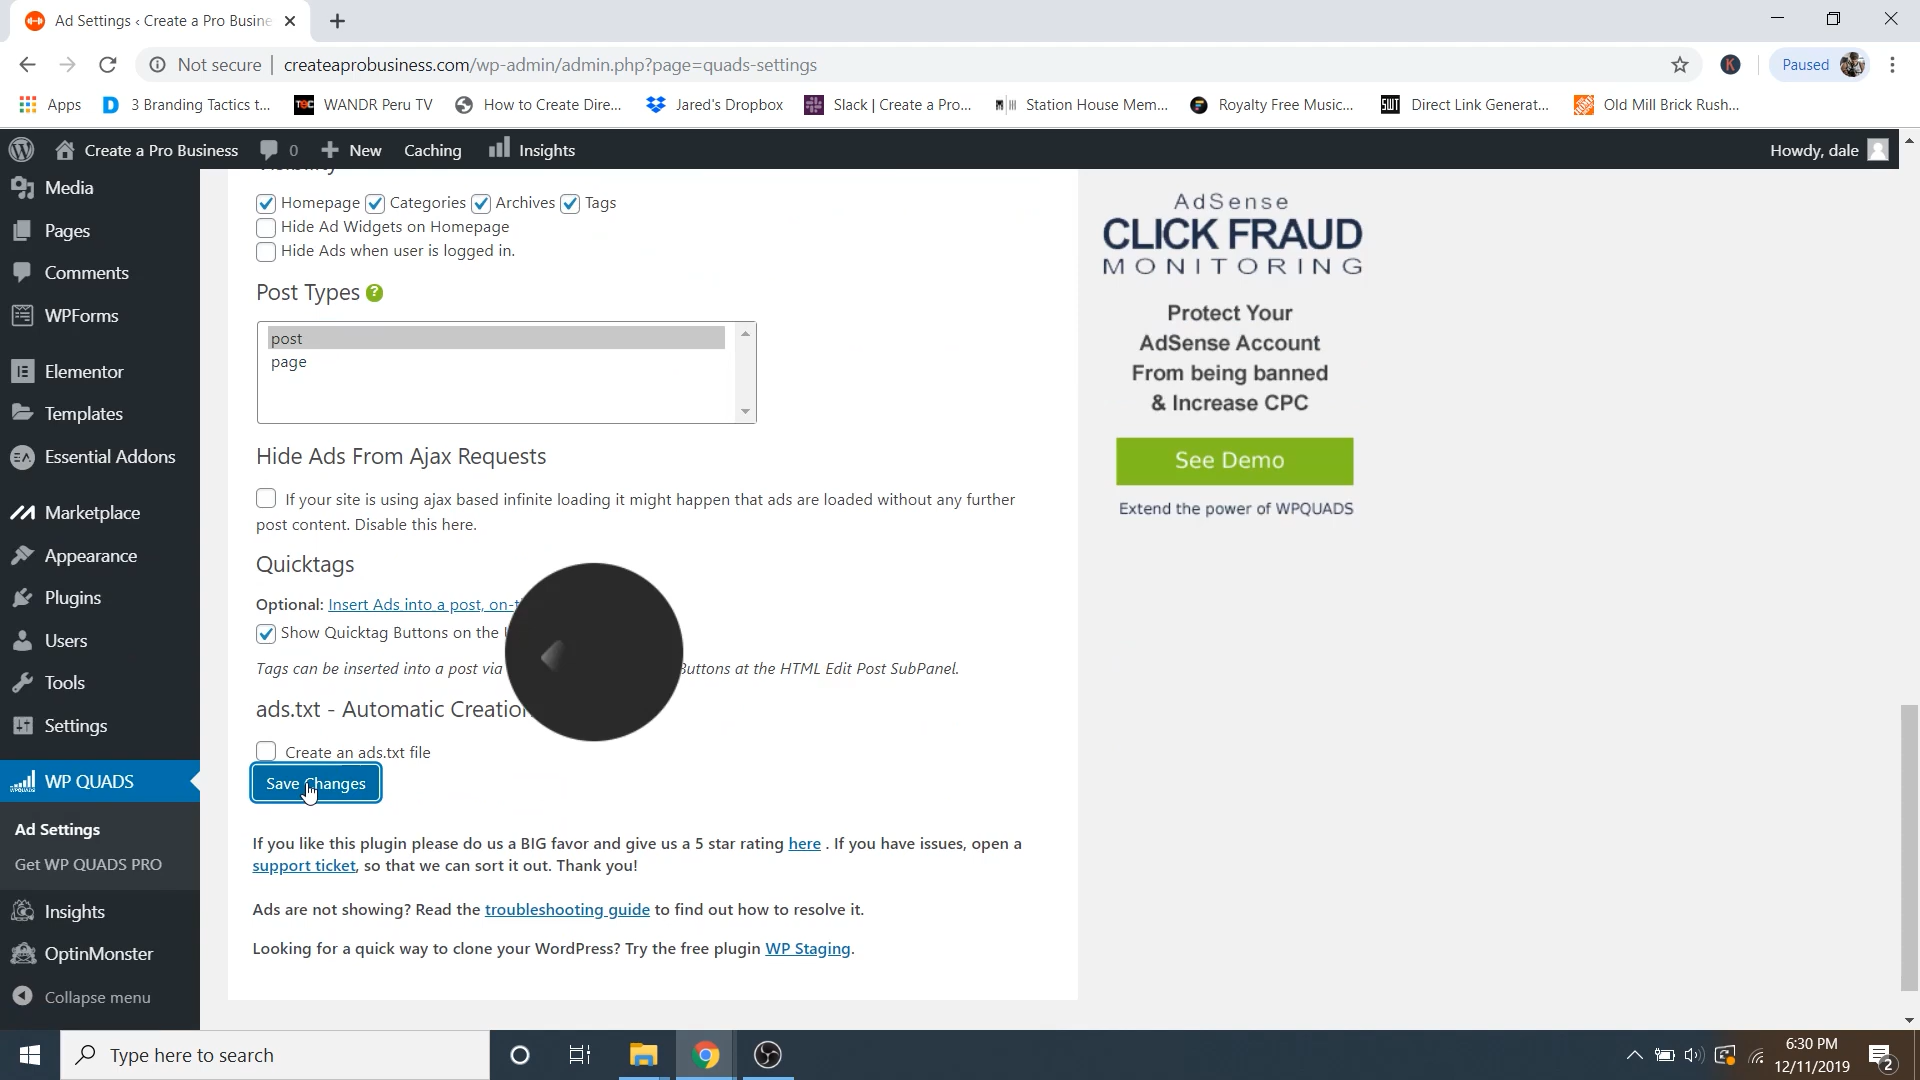 Ad Settings ‹ Create a Pro Busine
Not secure
createaprobusiness.com/wp-admin/admin.php?page=quads-settings
K
Paused
Apps
3 Branding Tactics t...
WANDR Peru TV
How to Create Dire...
Jared's Dropbox
Slack | Create a Pro...
Station House Mem...
Royalty Free Music...
Direct Link Generat...
Old Mill Brick Rush...
Create a Pro Business
0
New
Caching
Insights
Howdy, dale
Media
Pages
Comments
WPForms
Elementor
Templates
Essential Addons
Marketplace
Appearance
Plugins
Users
Tools
Settings
WP QUADS
Ad Settings
Get WP QUADS PRO
Insights
OptinMonster
Collapse menu
Homepage Categories Archives Tags
Hide Ad Widgets on Homepage
Hide Ads when user is logged in.
Post Types ?
post
page
Hide Ads From Ajax Requests
If your site is using ajax based infinite loading it might happen that ads are loaded without any further
post content. Disable this here.
Quicktags
Optional: Insert Ads into a post, on-t
Show Quicktag Buttons on the
Tags can be inserted into a post via Buttons at the HTML Edit Post SubPanel.
ads.txt - Automatic Creation
Create an ads.txt file
Save Changes
If you like this plugin please do us a BIG favor and give us a 5 star rating here . If you have issues, open a
support ticket, so that we can sort it out. Thank you!
Ads are not showing? Read the troubleshooting guide to find out how to resolve it.
Looking for a quick way to clone your WordPress? Try the free plugin WP Staging.
AdSense
CLICK FRAUD
MONITORING
Protect Your
AdSense Account
From being banned
& Increase CPC
See Demo
Extend the power of WPQUADS
Type here to search
6:30 PM
12/11/2019
2